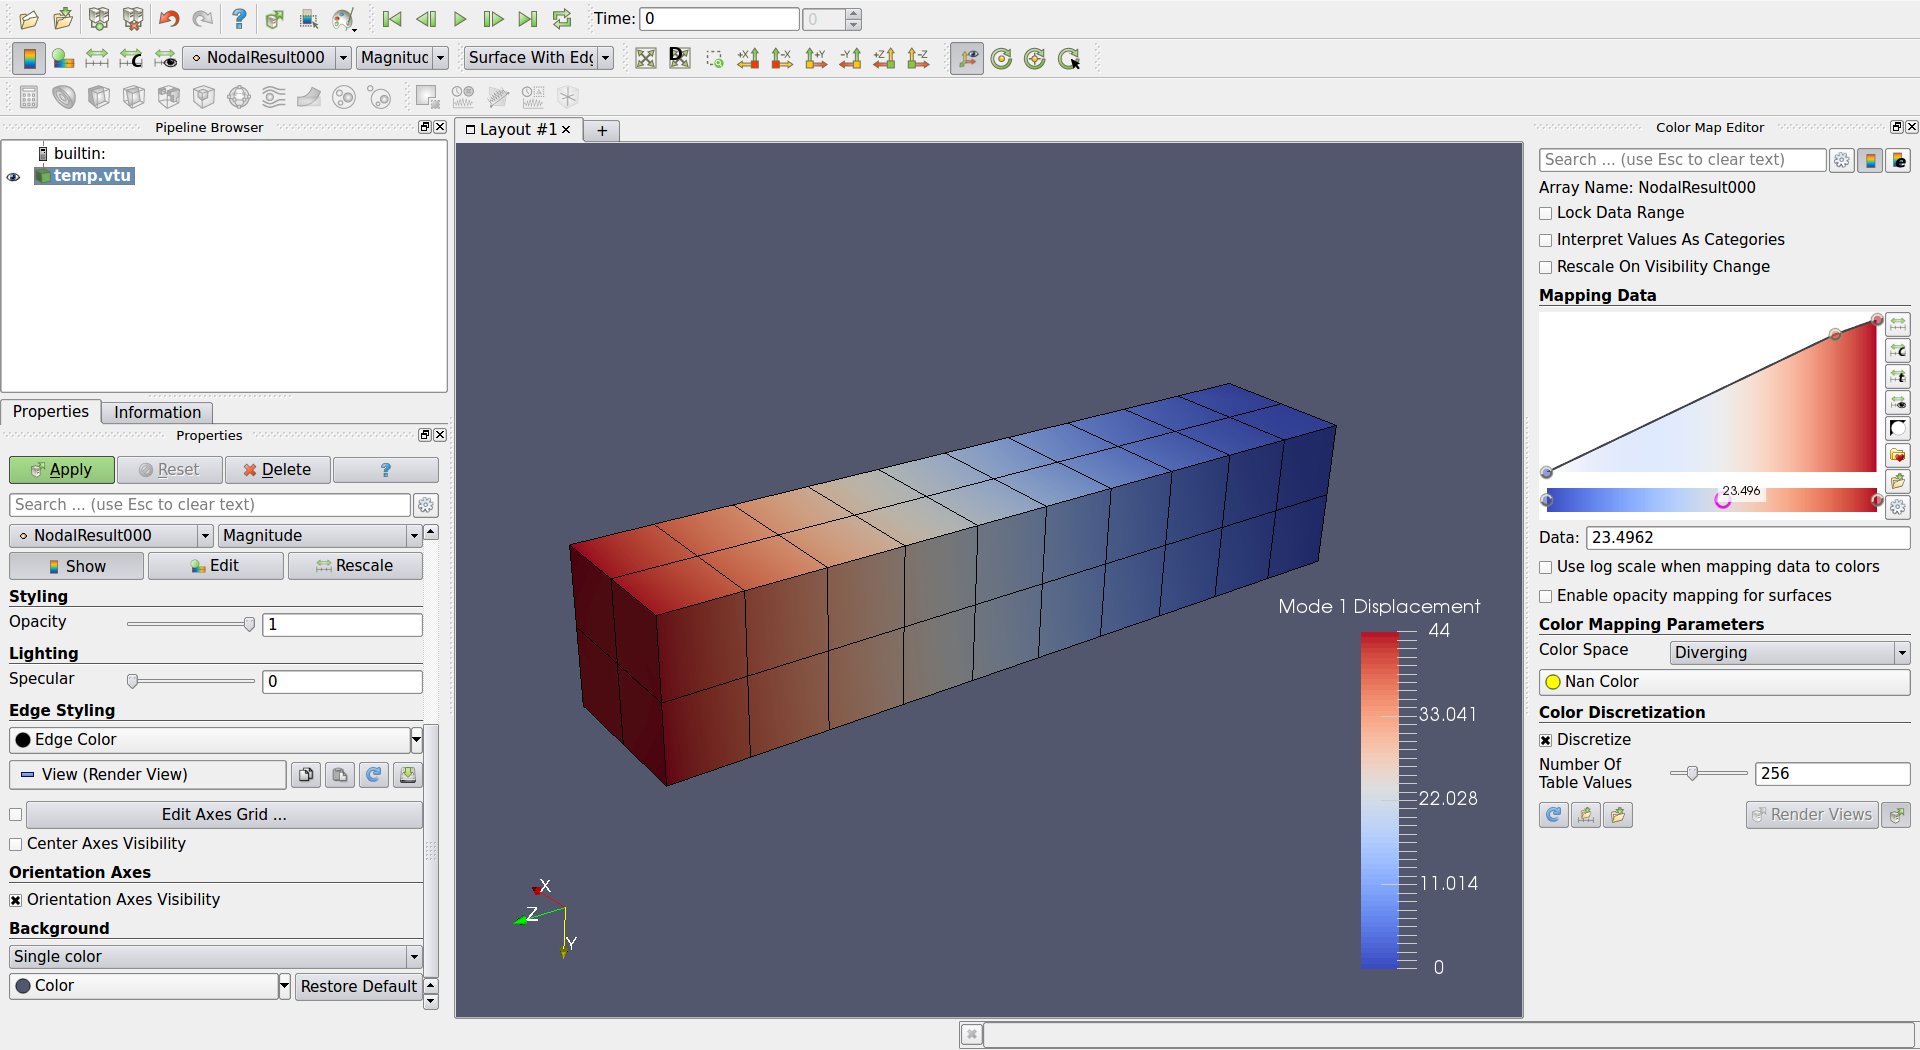 Time: 0 0
NodalResult000 Magnituc Surface With Edg
Pipeline Browser
builtin:
temp.vtu
Properties Information
Properties
Apply Reset Delete ?
Search ... (use Esc to clear text)
NodalResult000 Magnitude
Show Edit Rescale
Styling
Opacity 1
Lighting
Specular 0
Edge Styling
Edge Color
View (Render View)
Edit Axes Grid ...
Center Axes Visibility
Orientation Axes
Orientation Axes Visibility
Background
Single color
Color Restore Default
Layout #1 +
Mode 1 Displacement
44
33.041
22.028
11.014
0
X
Z
Y
Color Map Editor
Search ... (use Esc to clear text)
Array Name: NodalResult000
Lock Data Range
Interpret Values As Categories
Rescale On Visibility Change
Mapping Data
23.496
Data: 23.4962
Use log scale when mapping data to colors
Enable opacity mapping for surfaces
Color Mapping Parameters
Color Space Diverging
Nan Color
Color Discretization
Discretize
Number Of
Table Values 256
Render Views